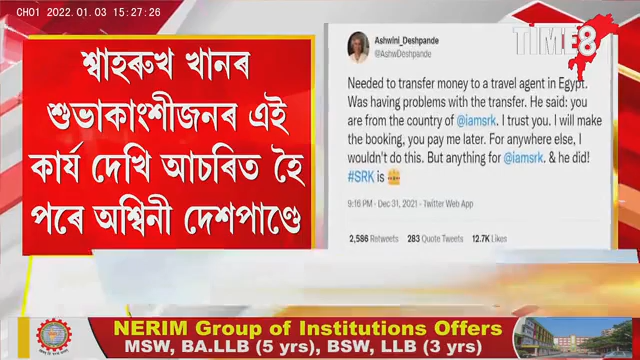 CH01 2022.01.03 15:27:26
TIME8
শ্বাহৰুখ খানৰ
শুভাকাংশীজনৰ এই
কাৰ্য দেখি আচৰিত হৈ
পৰে অশ্বিনী দেশপাণ্ডে
Ashwini_Deshpande
@AshwDeshpande
Needed to transfer money to a travel agent in Egypt.
Was having problems with the transfer. He said: you
are from the country of @iamsrk. I trust you. I will make
the booking, you pay me later. For anywhere else, I
wouldn't do this. But anything for @iamsrk. & he did!
#SRK is
9:16 PM - Dec 31, 2021 - Twitter Web App
2,586 Retweets 283 Quote Tweets 12.7K Likes
NERIM Group of Institutions Offers
MSW, BA.LLB (5 yrs), BSW, LLB (3 yrs)